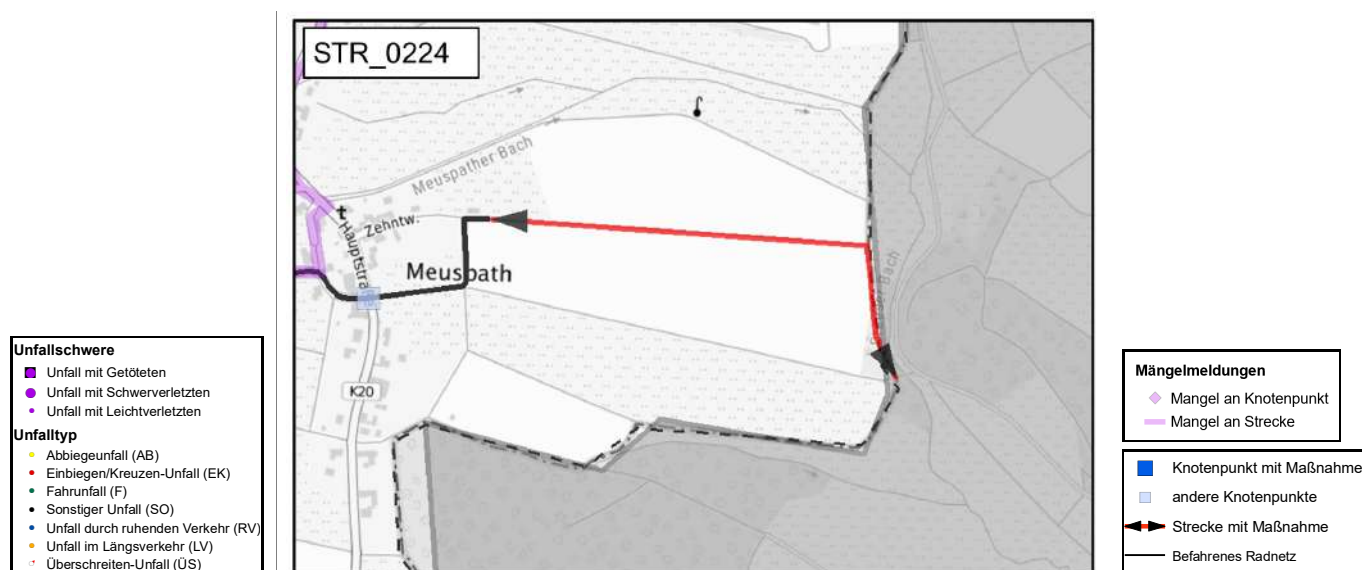 STR_0224
Meuspather Bach
Zehntw.
Hauptstra
Meuspath
K20
Bach
Unfallschwere
Unfall mit Getöteten
Unfall mit Schwerverletzten
Unfall mit Leichtverletzten
Unfalltyp
Abbiegeunfall (AB)
Einbiegen/Kreuzen-Unfall (EK)
Fahrunfall (F)
Sonstiger Unfall (SO)
Unfall durch ruhenden Verkehr (RV)
Unfall im Längsverkehr (LV)
Überschreiten-Unfall (ÜS)
Mängelmeldungen
Mangel an Knotenpunkt
Mangel an Strecke
Knotenpunkt mit Maßnahme
andere Knotenpunkte
Strecke mit Maßnahme
Befahrenes Radnetz